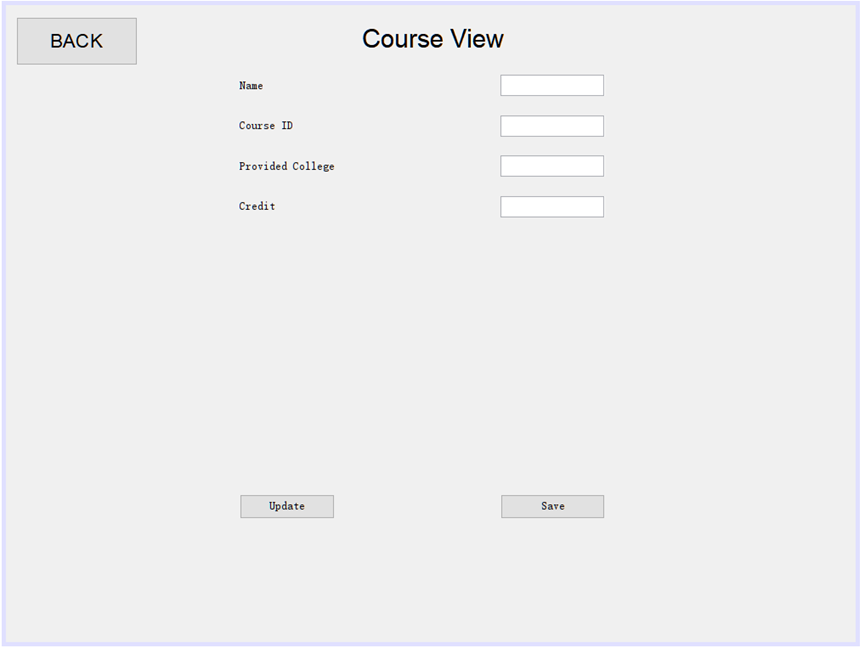 BACK
Course View
Name
Course ID
Provided College
Credit
Update
Save